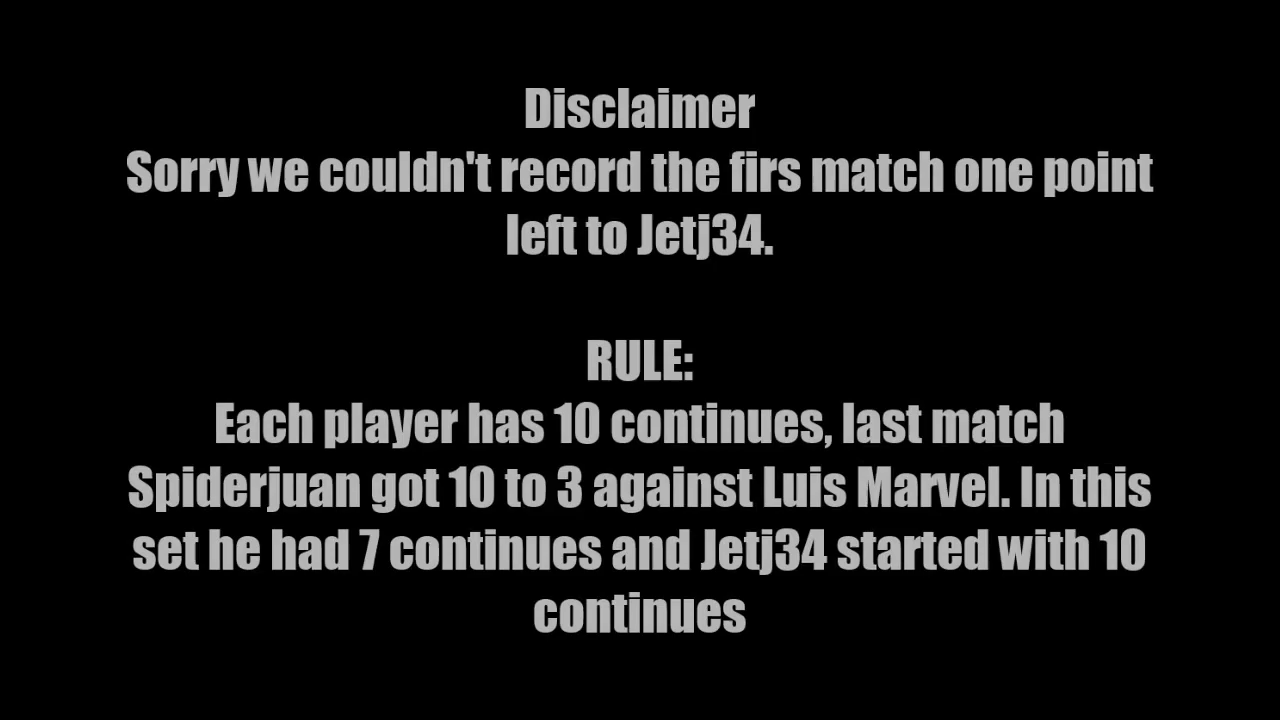 Disclaimer
Sorry we couldn't record the firs match one point
left to Jetj34.
RULE:
Each player has 10 continues, last match
Spiderjuan got 10 to 3 against Luis Marvel. In this
set he had 7 continues and Jetj34 started with 10
continues